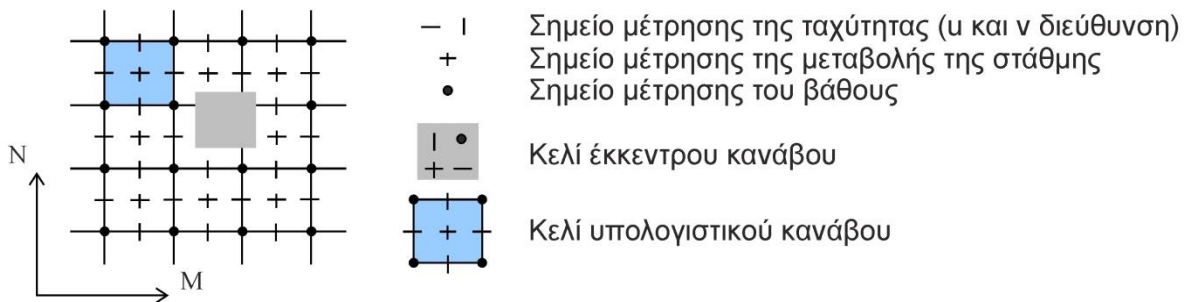 Σημείο μέτρησης της ταχύτητας (u και v διεύθυνση)
Σημείο μέτρησης της μεταβολής της στάθμης
Σημείο μέτρησης του βάθους
Κελί έκκεντρου κανάβου
Κελί υπολογιστικού κανάβου
N
M